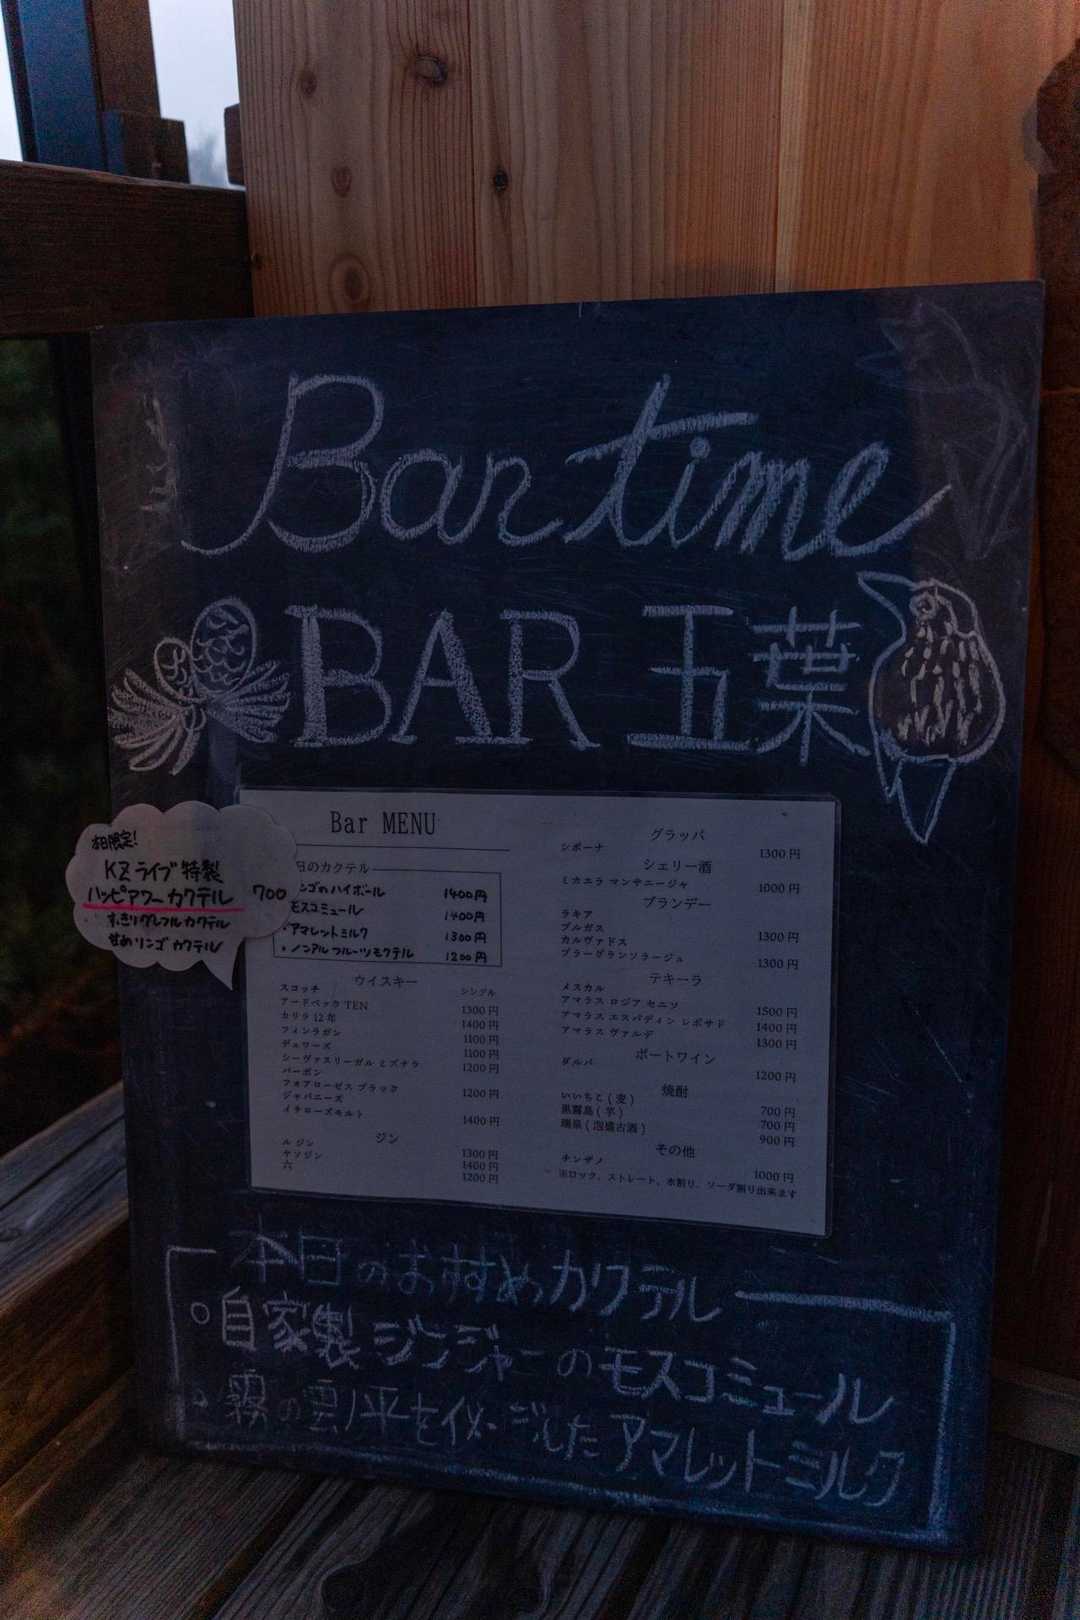 Bar time
BAR 五葉
本日限定!
KZライブ特製
ハッピアワーカクテル 700
すっきりグレフルカクテル
甘めリンゴカクテル
Bar MENU
日のカクテル
ンゴのハイボール 1400円
モスコミュール 1400円
・アマレットミルク 1300円
・ノンアルフルーツモクテル 1200円
ウイスキー
スコッチ シングル
アードベック TEN 1300円
カリラ 12年 1400円
フィンラガン 1100円
デュワーズ 1100円
シーヴァスリーガル ミズナラ 1200円
バーボン
フォアローゼス ブラック 1200円
ジャパニーズ
イチローズモルト 1400円
ジン
ル ジン 1300円
ヤソジン 1400円
六 1200円
グラッパ
シボーナ 1300円
シェリー酒
ミカエラ マンサニージャ 1000円
ブランデー
ラキア
ブルガス 1300円
カルヴァドス
ブラーグランソラージュ 1300円
テキーラ
メスカル
アマラス ロジア セニソ 1500円
アマラス エスパディン レポサド 1400円
アマラス ヴァルデ 1300円
ポートワイン
ダルバ 1200円
焼酎
いいちこ(麦) 700円
黒霧島(芋) 700円
瑞泉(泡盛古酒) 900円
その他
チンザノ 1000円
※ロック、ストレート、水割り、ソーダ割り出来ます
本日のおすすめカクテル
○自家製ジンジャーのモスコミュール
○霧の雲ノ平をイメージしたアマレットミルク